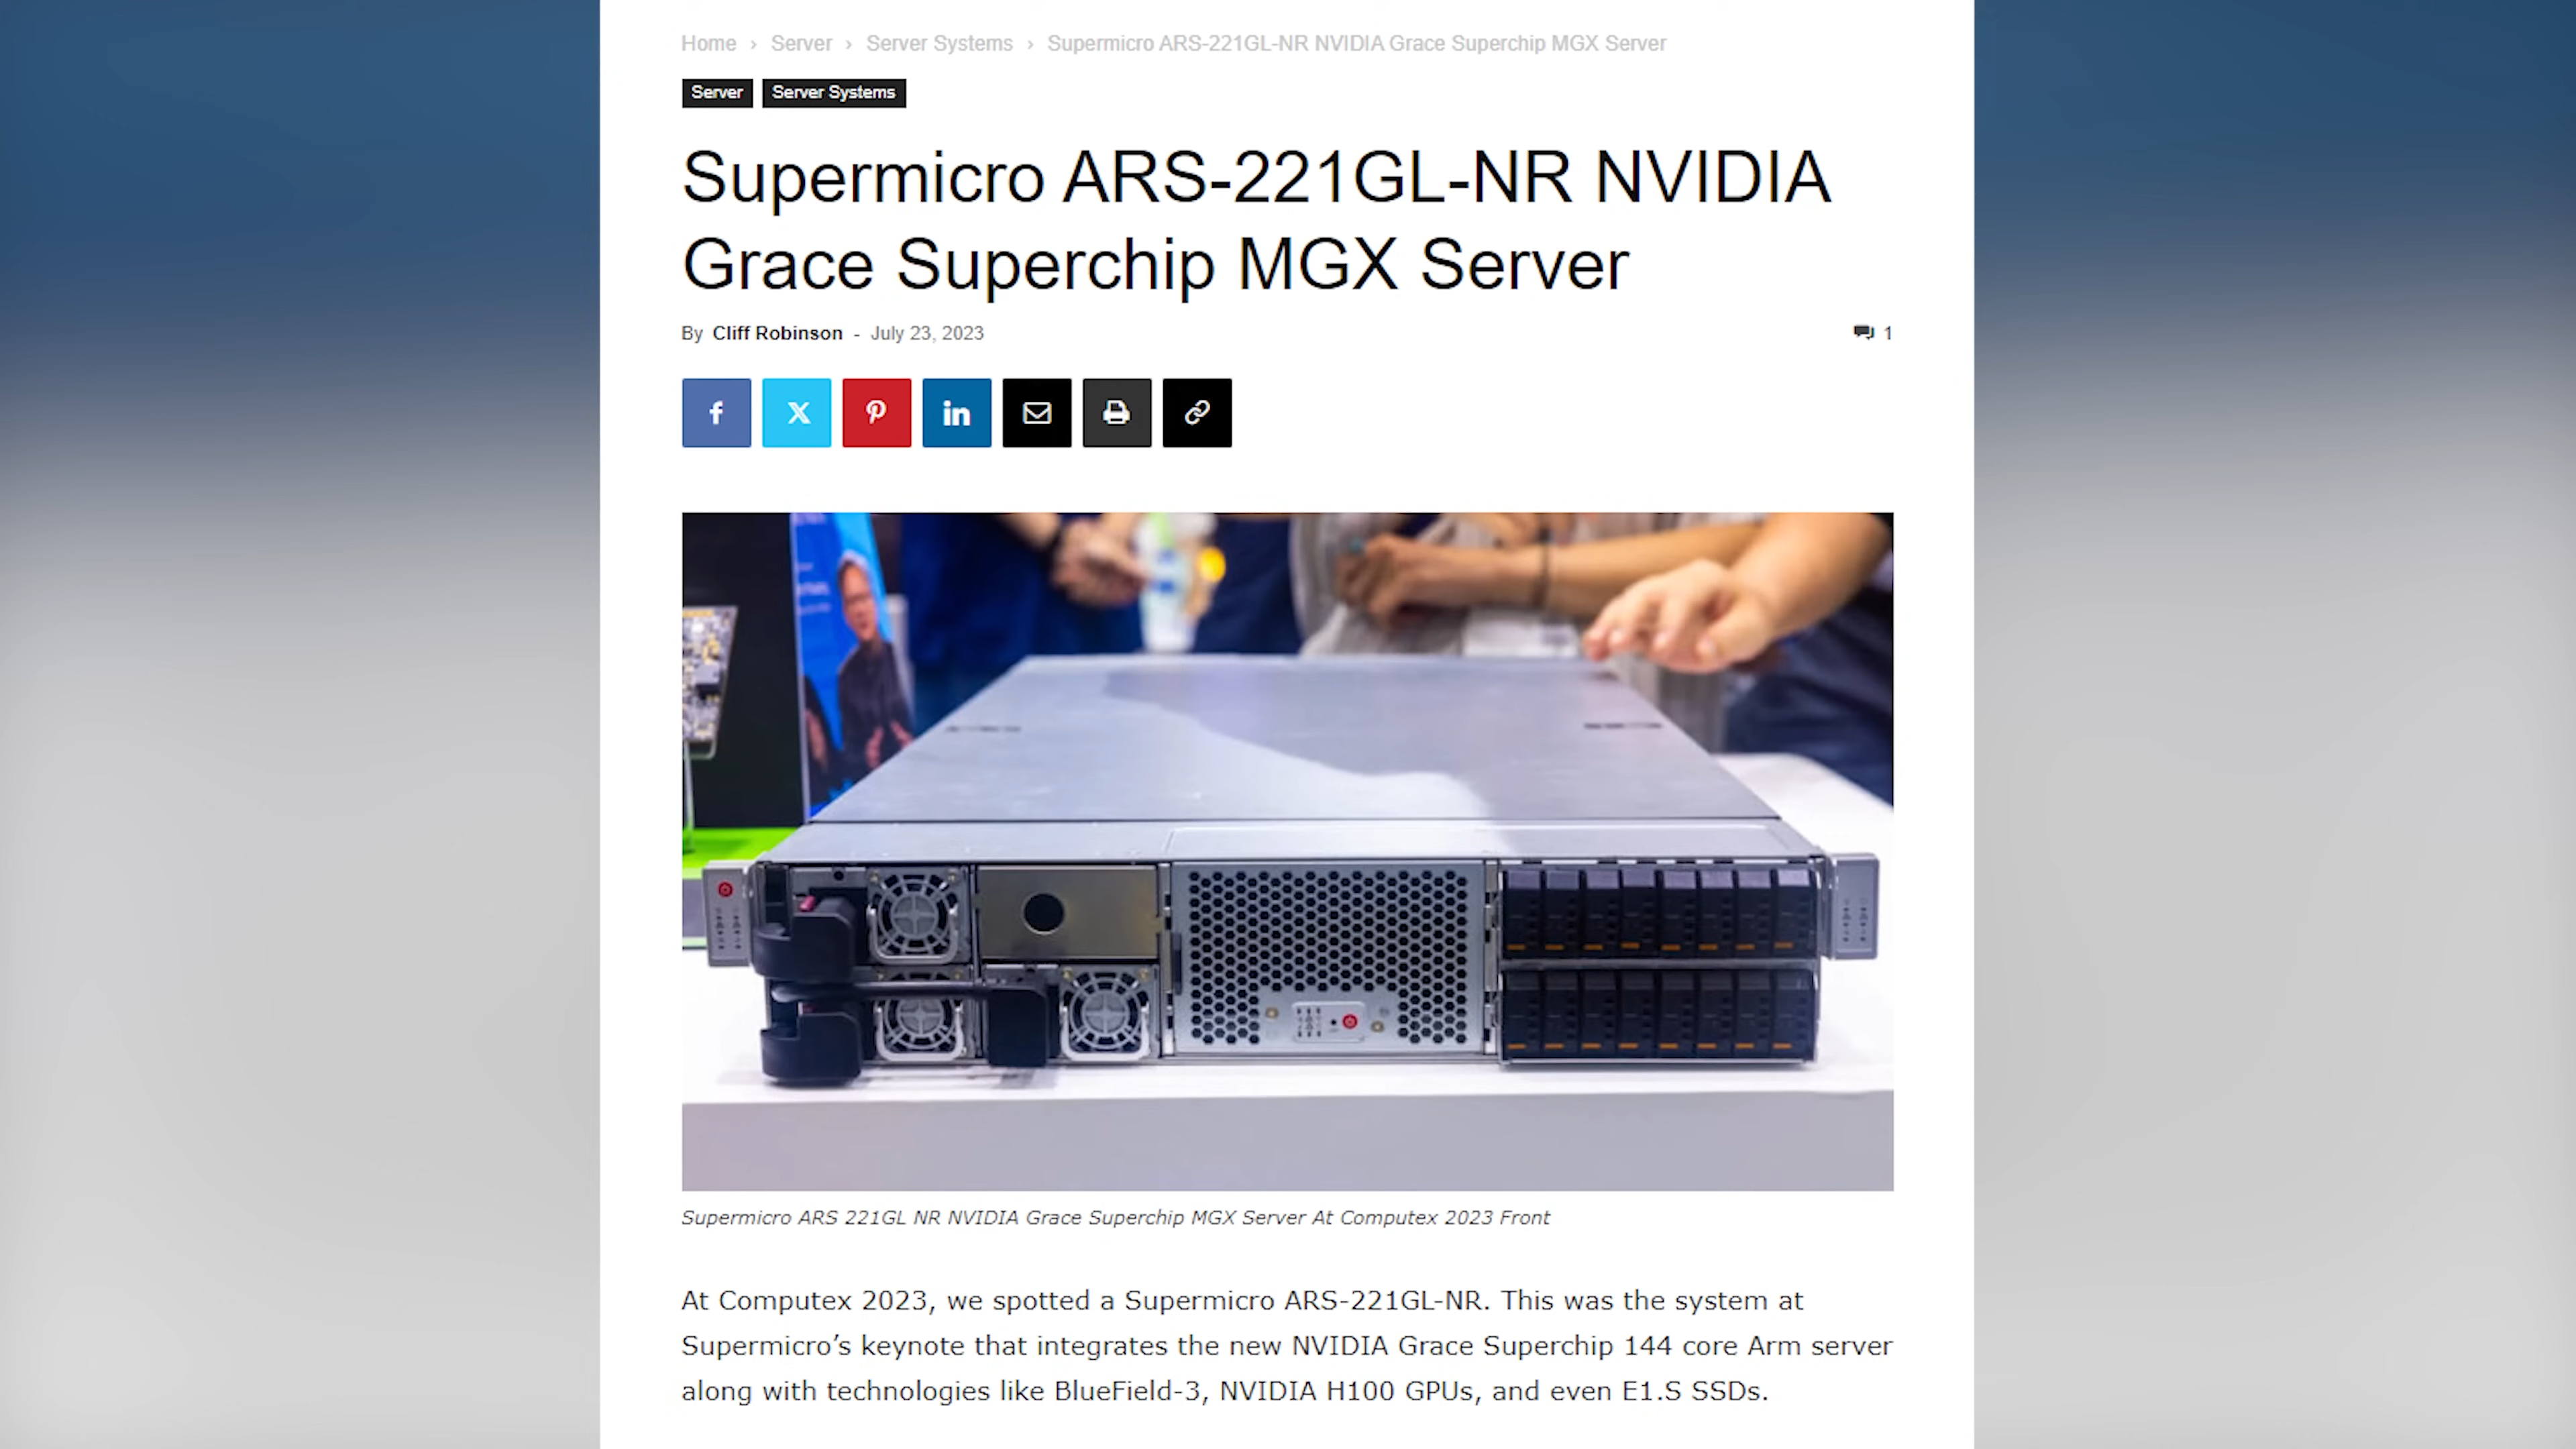 Home › Server › Server Systems › Supermicro ARS-221GL-NR NVIDIA Grace Superchip MGX Server
Server Server Systems
Supermicro ARS-221GL-NR NVIDIA
Grace Superchip MGX Server
By Cliff Robinson - July 23, 2023
1
Supermicro ARS 221GL NR NVIDIA Grace Superchip MGX Server At Computex 2023 Front
At Computex 2023, we spotted a Supermicro ARS-221GL-NR. This was the system at
Supermicro’s keynote that integrates the new NVIDIA Grace Superchip 144 core Arm server
along with technologies like BlueField-3, NVIDIA H100 GPUs, and even E1.S SSDs.